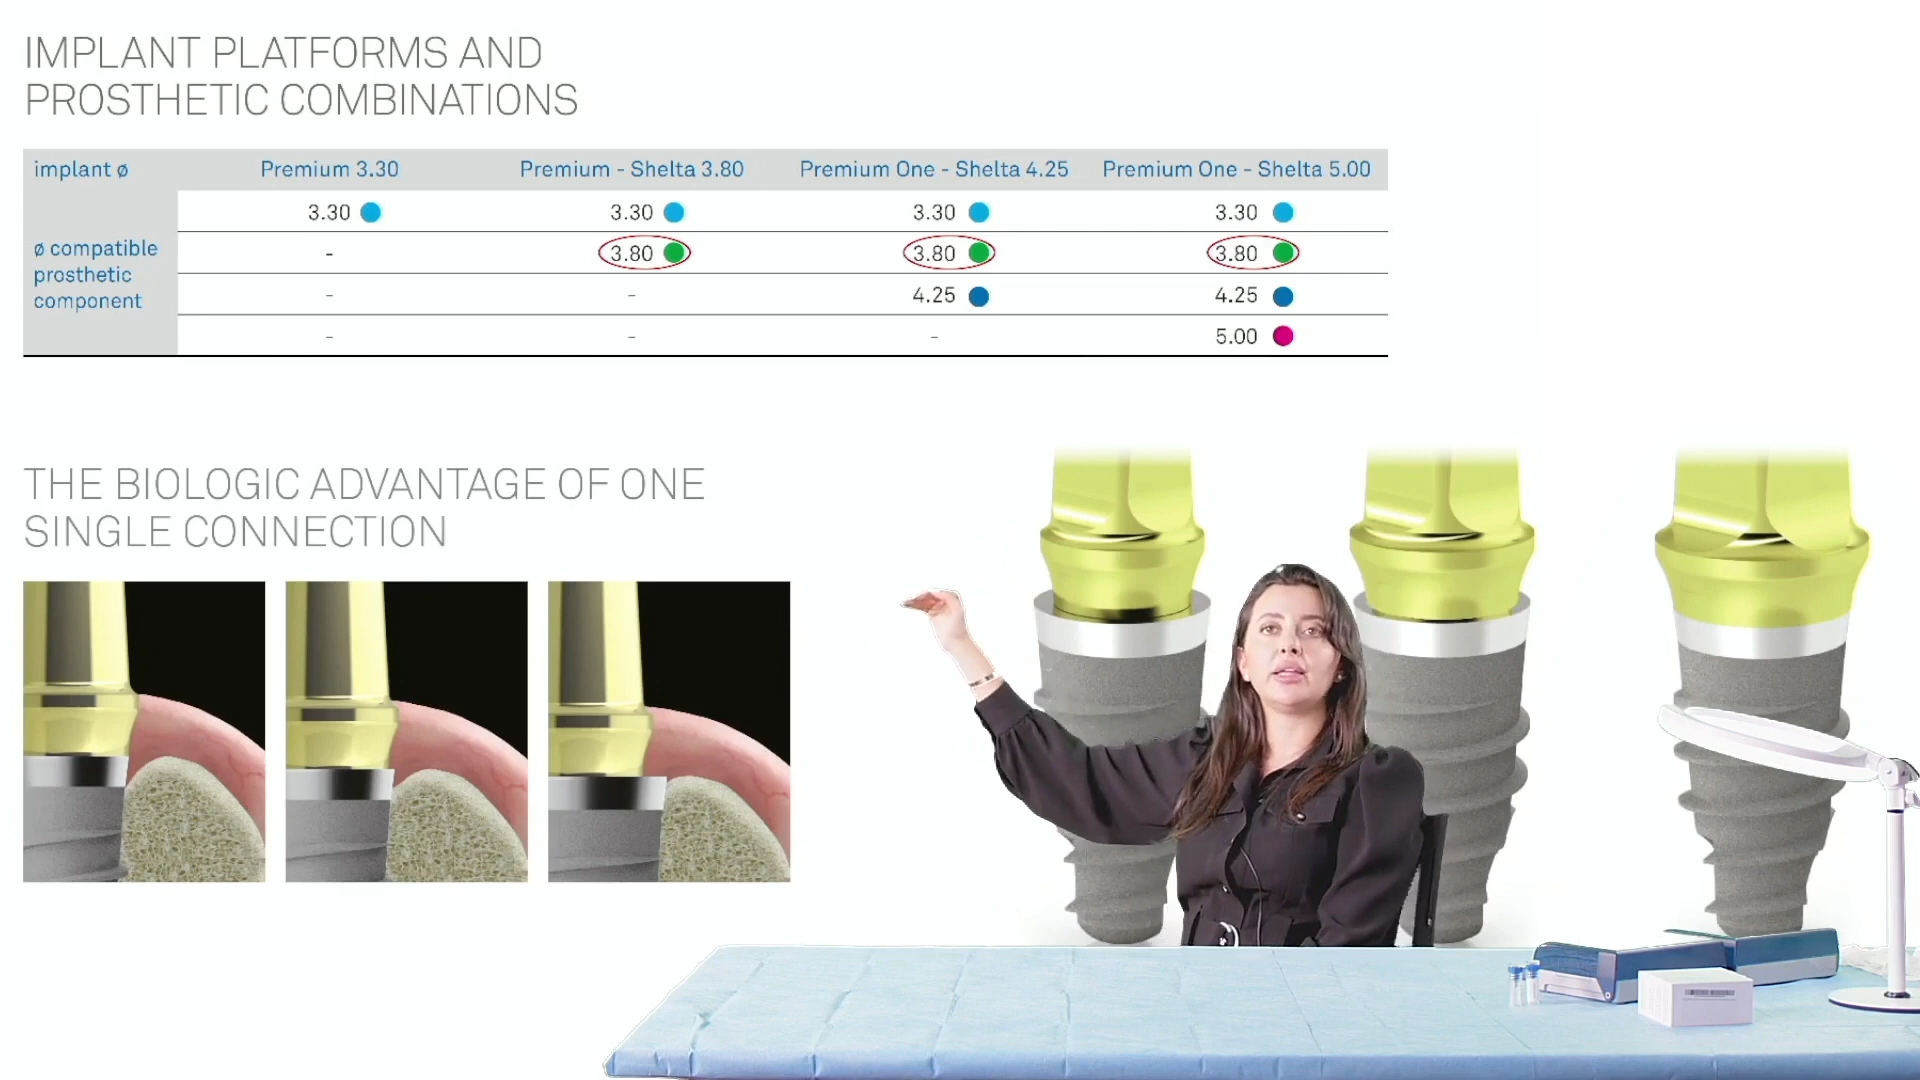 IMPLANT PLATFORMS AND
PROSTHETIC COMBINATIONS
implant ø Premium 3.30 Premium - Shelta 3.80 Premium One - Shelta 4.25 Premium One - Shelta 5.00
3.30 3.30 3.30 3.30
ø compatible
prosthetic
component
- 3.80 3.80 3.80
- - 4.25 4.25
- - - 5.00
THE BIOLOGIC ADVANTAGE OF ONE
SINGLE CONNECTION